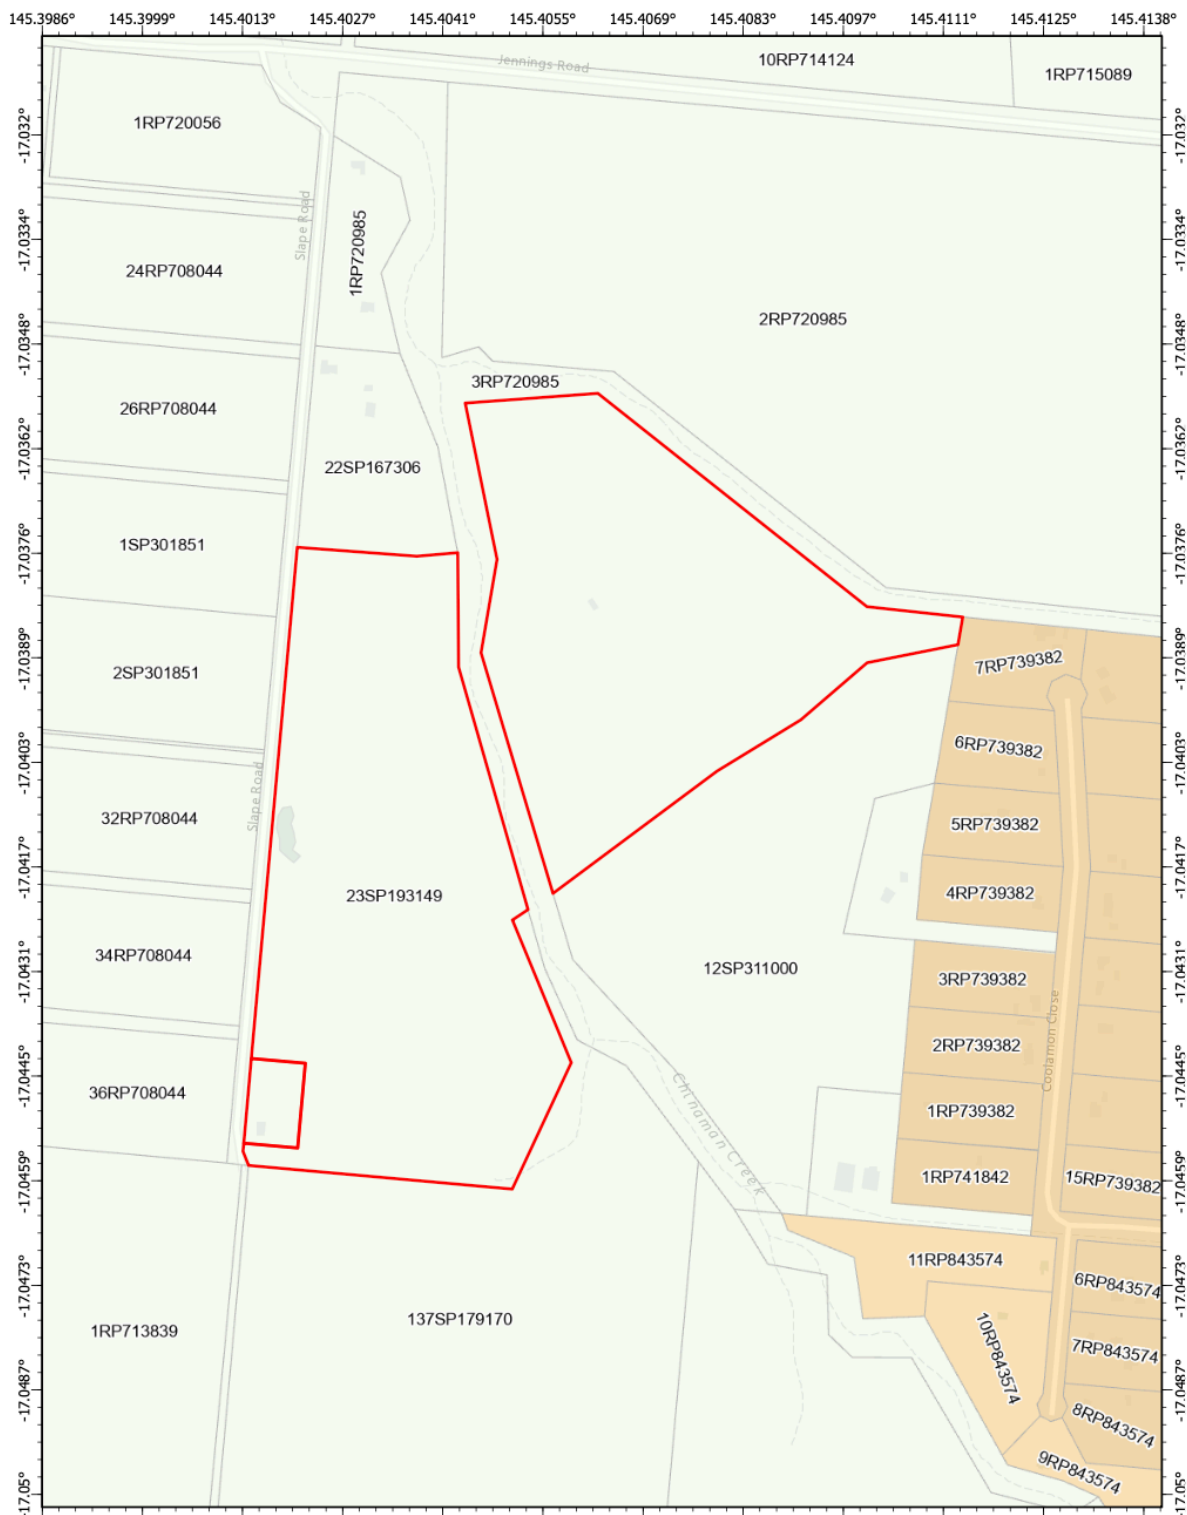 145.3986° 145.3999° 145.4013° 145.4027° 145.4041° 145.4055° 145.4069° 145.4083° 145.4097° 145.4111° 145.4125° 145.4138°
Jennings Road
10RP714124
1RP715089
1RP720056
-17.032°
-17.032°
Slape Road
1RP720985
-17.0334°
-17.0334°
24RP708044
2RP720985
-17.0348°
-17.0348°
3RP720985
26RP708044
-17.0362°
-17.0362°
22SP167306
1SP301851
-17.0376°
-17.0376°
2SP301851
-17.0389°
-17.0389°
7RP739382
6RP739382
-17.0403°
-17.0403°
Slape Road
32RP708044
5RP739382
-17.0417°
-17.0417°
23SP193149
4RP739382
34RP708044
-17.0431°
-17.0431°
12SP311000
3RP739382
2RP739382
Coolamon Close
-17.0445°
-17.0445°
36RP708044
Chinaman Creek
1RP739382
-17.0459°
-17.0459°
1RP741842
15RP739382
11RP843574
-17.0473°
-17.0473°
6RP843574
137SP179170
1RP713839
10RP843574
7RP843574
-17.0487°
-17.0487°
8RP843574
9RP843574
-17.05°
-17.05°